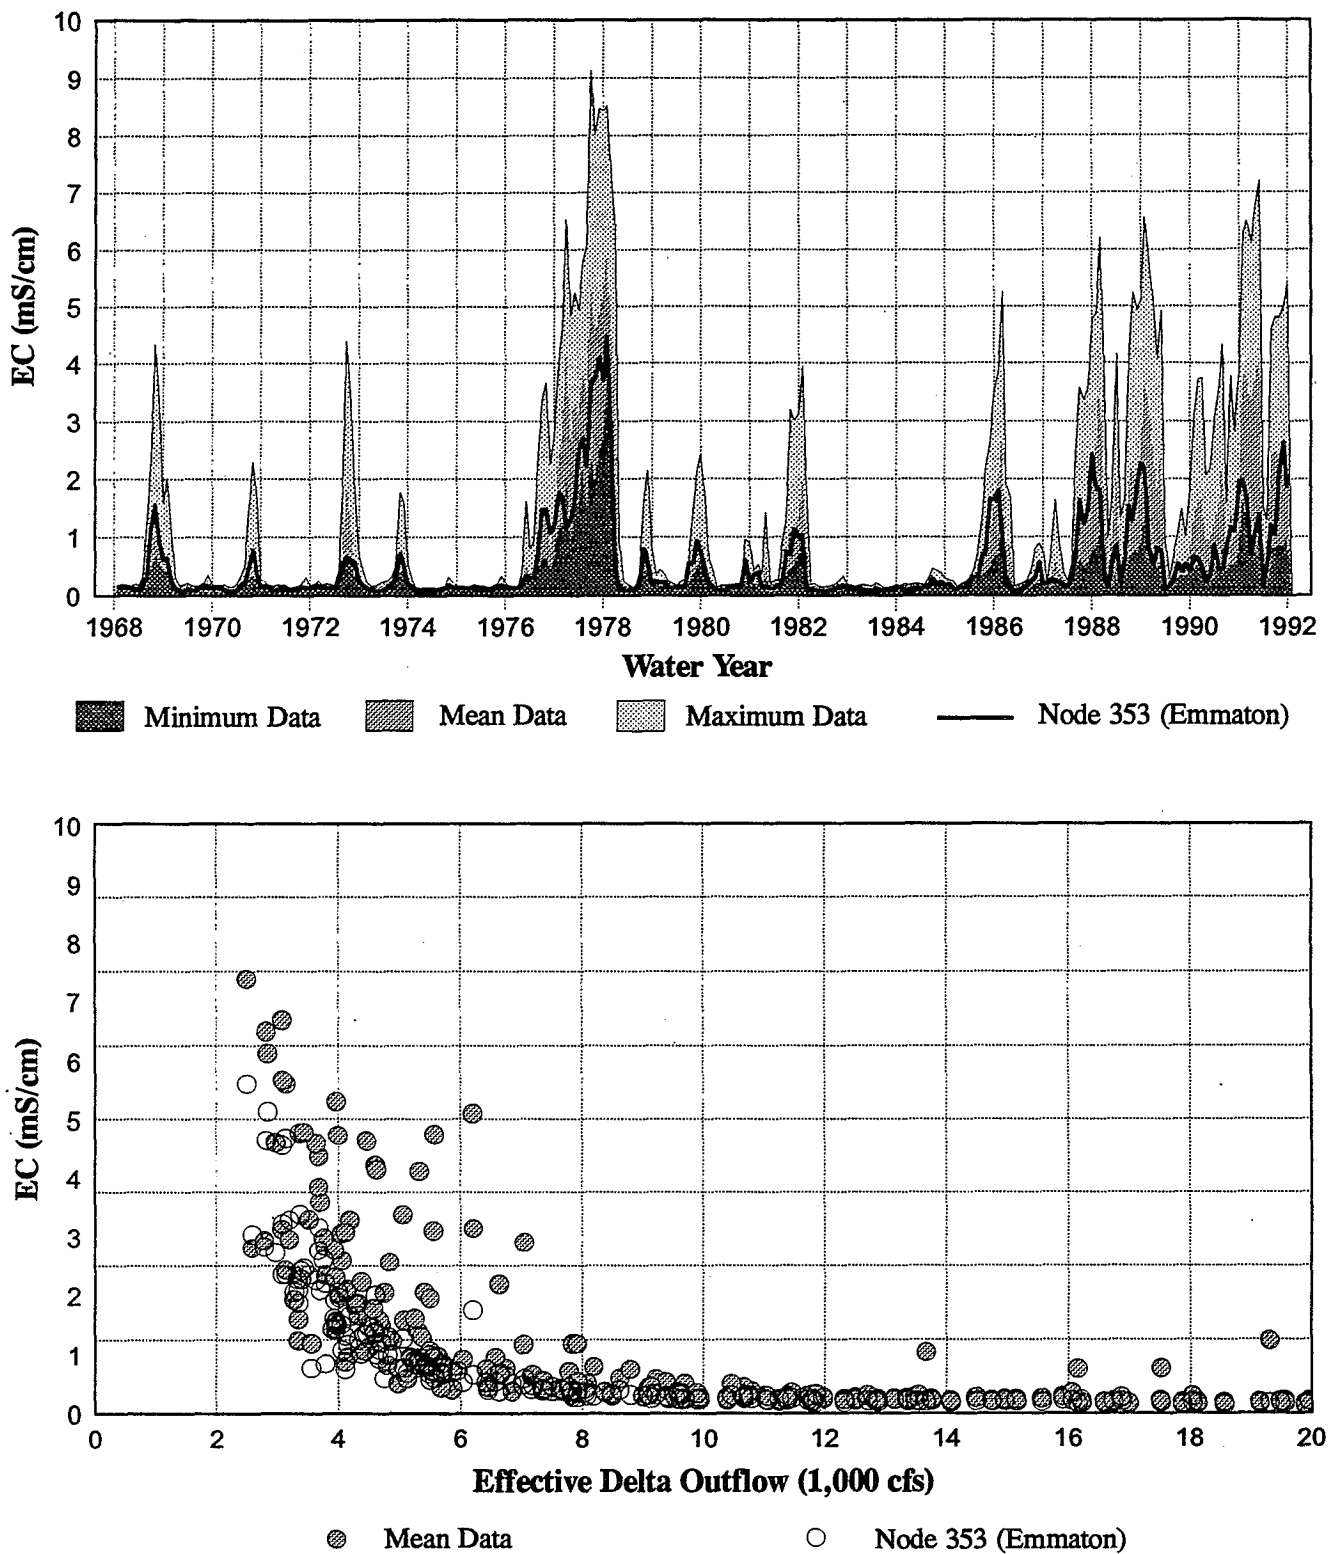 10
9
8
7
6
5
4
3
2
1
0
EC (mS/cm)
1968 1970 1972 1974 1976 1978 1980 1982 1984 1986 1988 1990 1992
Water Year
Minimum Data Mean Data Maximum Data Node 353 (Emmaton)
10
9
8
7
6
5
4
3
2
1
0
EC (mS/cm)
0 2 4 6 8 10 12 14 16 18 20
Effective Delta Outflow (1,000 cfs)
Mean Data Node 353 (Emmaton)